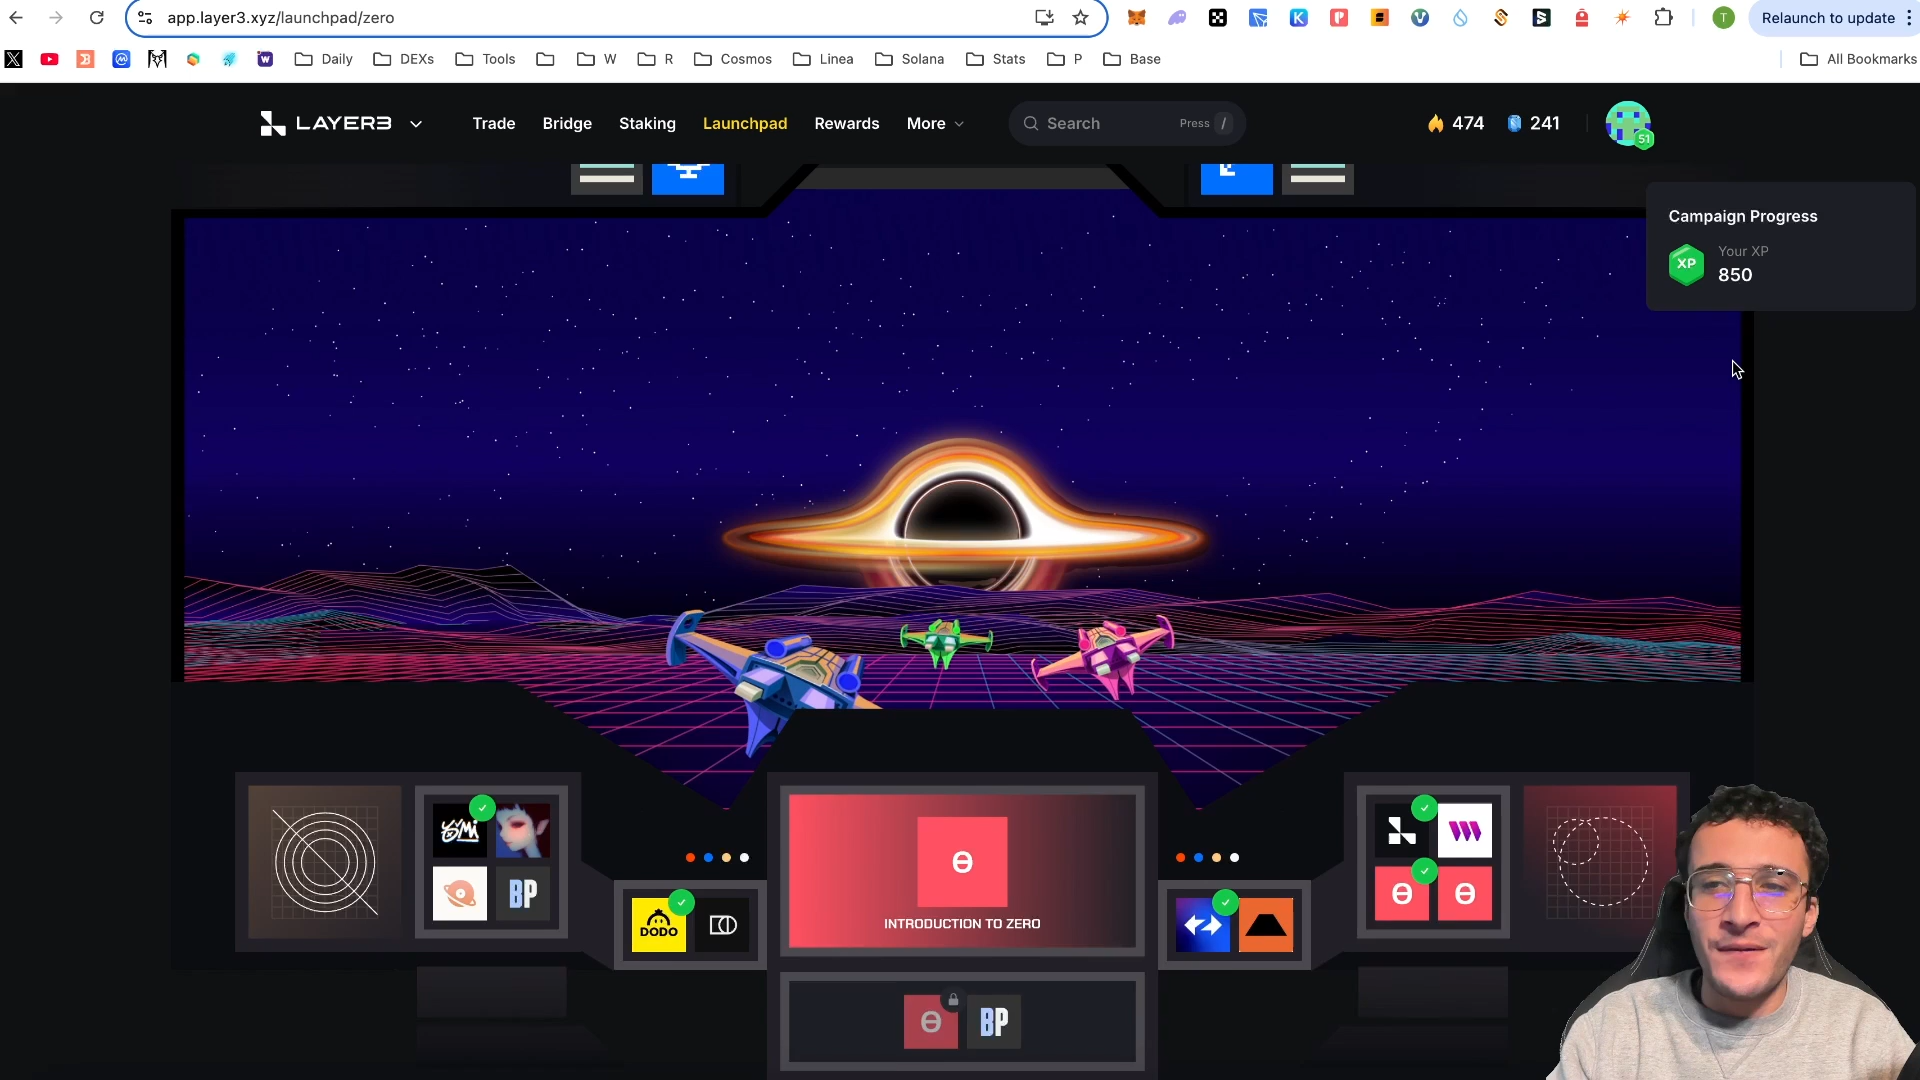 app.layer3.xyz/launchpad/zero
T
Relaunch to update
Daily
DEXs
Tools
W
R
Cosmos
Linea
Solana
Stats
P
Base
All Bookmarks
LAYER3
Trade
Bridge
Staking
Launchpad
Rewards
More
Search
Press /
474
241
51
Campaign Progress
XP
Your XP
850
GMI
BP
DODO
INTRODUCTION TO ZERO
BP